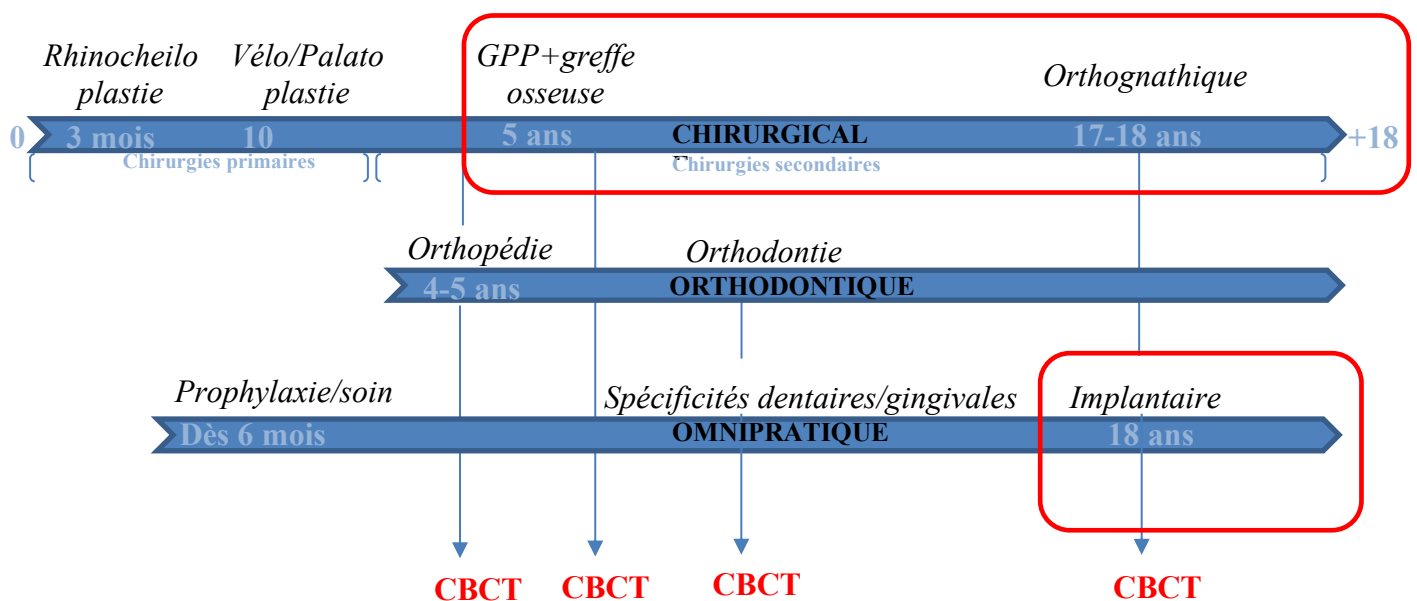 Rhinocheilo
plastie
Vélo/Palato
plastie
GPP+greffe
osseuse
Orthognathique
0
3 mois
10
5 ans
CHIRURGICAL
17-18 ans
+18
Chirurgies primaires
Chirurgies secondaires
Orthopédie
Orthodontie
4-5 ans
ORTHODONTIQUE
Prophylaxie/soin
Spécificités dentaires/gingivales
Implantaire
Dès 6 mois
OMNIPRATIQUE
18 ans
CBCT
CBCT
CBCT
CBCT